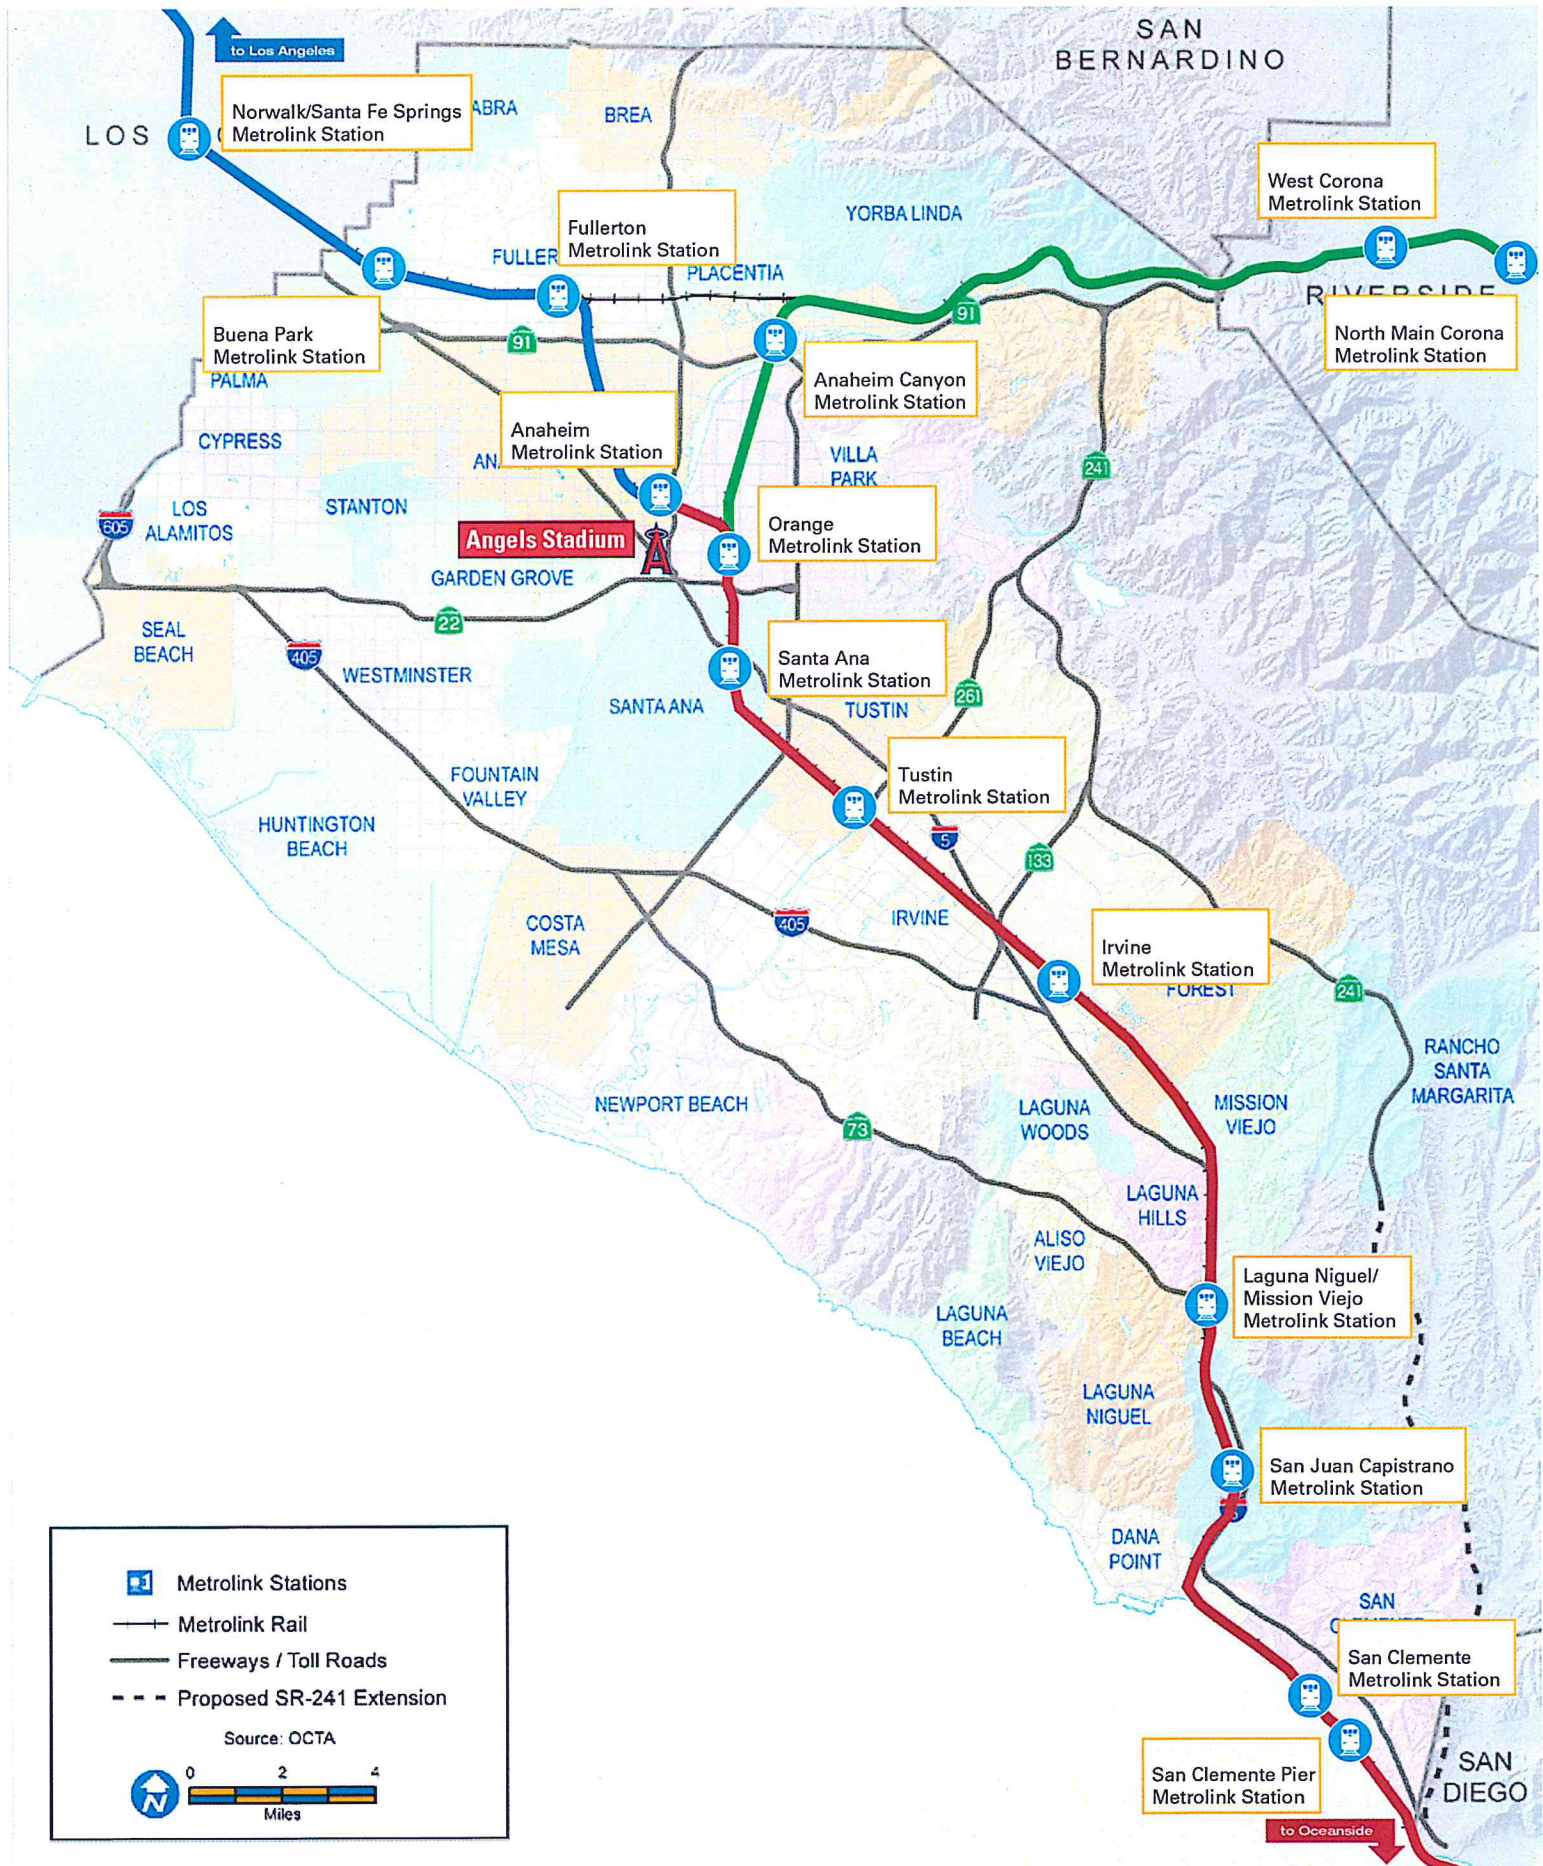 SAN
BERNARDINO
to Los Angeles
Norwalk/Santa Fe Springs
Metrolink Station
ABRA
BREA
LOS
West Corona
Metrolink Station
YORBA LINDA
Fullerton
Metrolink Station
FULLER
PLACENTIA
RIVERSIDE
Buena Park
Metrolink Station
PALMA
91
91
North Main Corona
Metrolink Station
Anaheim Canyon
Metrolink Station
CYPRESS
Anaheim
Metrolink Station
VILLA
PARK
241
STANTON
LOS
ALAMITOS
605
Angels Stadium
A
Orange
Metrolink Station
GARDEN GROVE
22
SEAL
BEACH
405
WESTMINSTER
Santa Ana
Metrolink Station
SANTA ANA
TUSTIN
261
FOUNTAIN
VALLEY
Tustin
Metrolink Station
HUNTINGTON
BEACH
5
133
COSTA
MESA
405
IRVINE
Irvine
Metrolink Station
FOREST
241
RANCHO
SANTA
MARGARITA
NEWPORT BEACH
73
LAGUNA
WOODS
MISSION
VIEJO
LAGUNA
HILLS
ALISO
VIEJO
Laguna Niguel/
Mission Viejo
Metrolink Station
LAGUNA
BEACH
LAGUNA
NIGUEL
San Juan Capistrano
Metrolink Station
5
DANA
POINT
SAN
San Clemente
Metrolink Station
San Clemente Pier
Metrolink Station
SAN
DIEGO
to Oceanside
Metrolink Stations
Metrolink Rail
Freeways / Toll Roads
Proposed SR-241 Extension
Source: OCTA
N
0 2 4
Miles